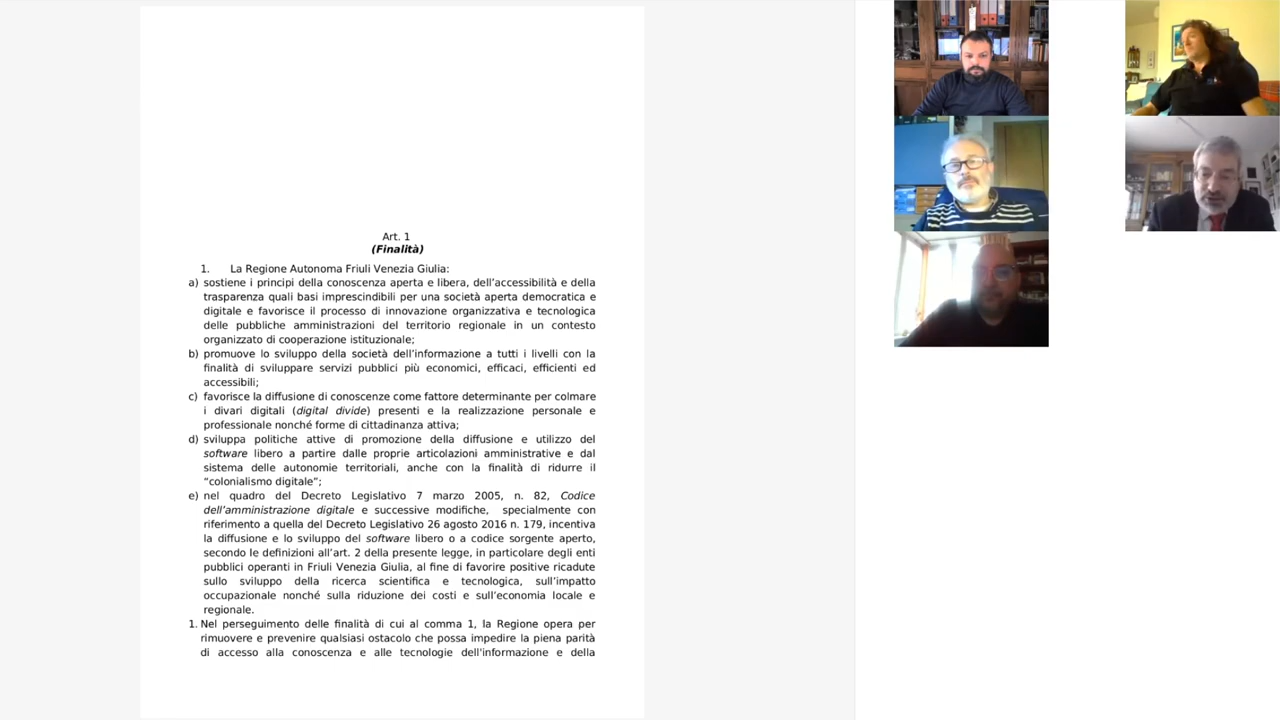 Art. 1
(Finalità)
1. La Regione Autonoma Friuli Venezia Giulia:
a) sostiene i principi della conoscenza aperta e libera, dell’accessibilità e della
trasparenza quali basi imprescindibili per una società aperta democratica e
digitale e favorisce il processo di innovazione organizzativa e tecnologica
delle pubbliche amministrazioni del territorio regionale in un contesto
organizzato di cooperazione istituzionale;
b) promuove lo sviluppo della società dell’informazione a tutti i livelli con la
finalità di sviluppare servizi pubblici più economici, efficaci, efficienti ed
accessibili;
c) favorisce la diffusione di conoscenze come fattore determinante per colmare
i divari digitali (digital divide) presenti e la realizzazione personale e
professionale nonché forme di cittadinanza attiva;
d) sviluppa politiche attive di promozione della diffusione e utilizzo del
software libero a partire dalle proprie articolazioni amministrative e dal
sistema delle autonomie territoriali, anche con la finalità di ridurre il
“colonialismo digitale”;
e) nel quadro del Decreto Legislativo 7 marzo 2005, n. 82, Codice
dell’amministrazione digitale e successive modifiche, specialmente con
riferimento a quella del Decreto Legislativo 26 agosto 2016 n. 179, incentiva
la diffusione e lo sviluppo del software libero o a codice sorgente aperto,
secondo le definizioni all’art. 2 della presente legge, in particolare degli enti
pubblici operanti in Friuli Venezia Giulia, al fine di favorire positive ricadute
sullo sviluppo della ricerca scientifica e tecnologica, sull’impatto
occupazionale nonché sulla riduzione dei costi e sull’economia locale e
regionale.
1. Nel perseguimento delle finalità di cui al comma 1, la Regione opera per
rimuovere e prevenire qualsiasi ostacolo che possa impedire la piena parità
di accesso alla conoscenza e alle tecnologie dell’informazione e della